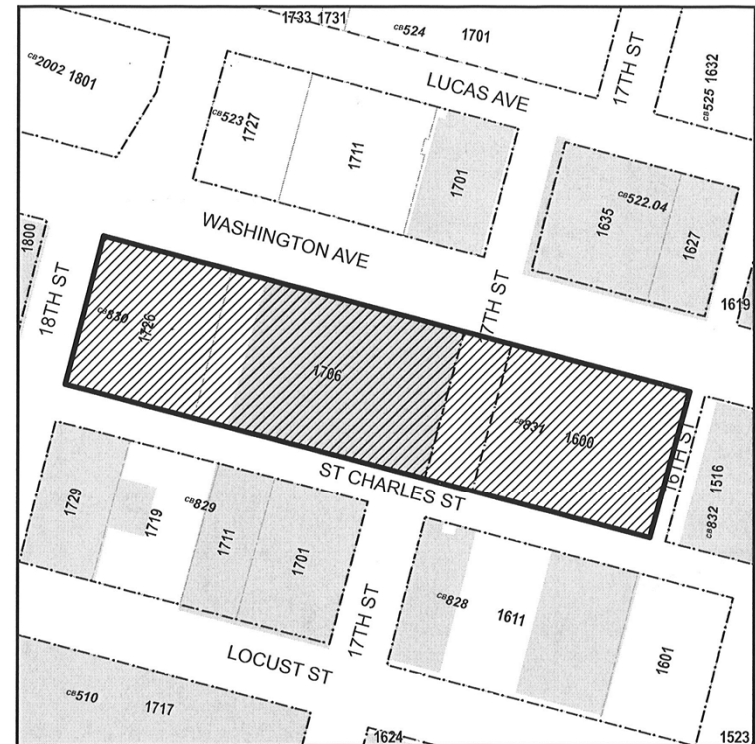 1733
1731
CB524
1701
17TH ST
CB525
1632
CB2002
1801
LUCAS AVE
CB523
1727
1711
1701
CB522.04
1635
1627
1619
WASHINGTON AVE
1800
18TH ST
17TH ST
CB830
1726
1706
CB831
1600
16TH ST
1516
CB832
ST CHARLES ST
1729
1719
CB829
1711
1701
17TH ST
CB828
1611
1601
LOCUST ST
CB510
1717
1624
1523